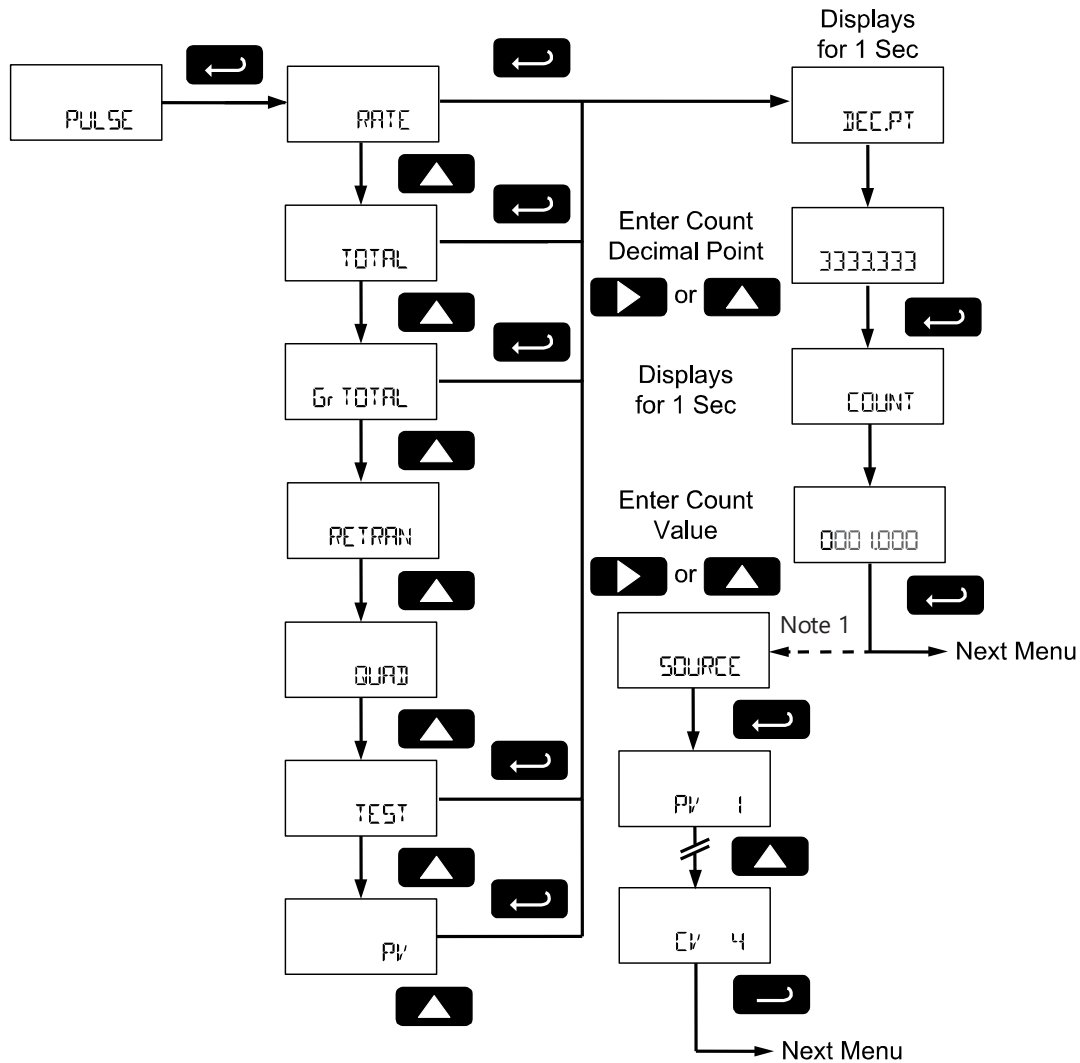 Displays
for 1 Sec
PULSE
RATE
DEC.PT
TOTAL
Enter Count
Decimal Point
or
3333.333
Gr TOTAL
Displays
for 1 Sec
COUNT
RETRAN
Enter Count
Value
or
0001.000
QUAD
Note 1
Next Menu
SOURCE
TEST
PV 1
PV
CV 4
Next Menu